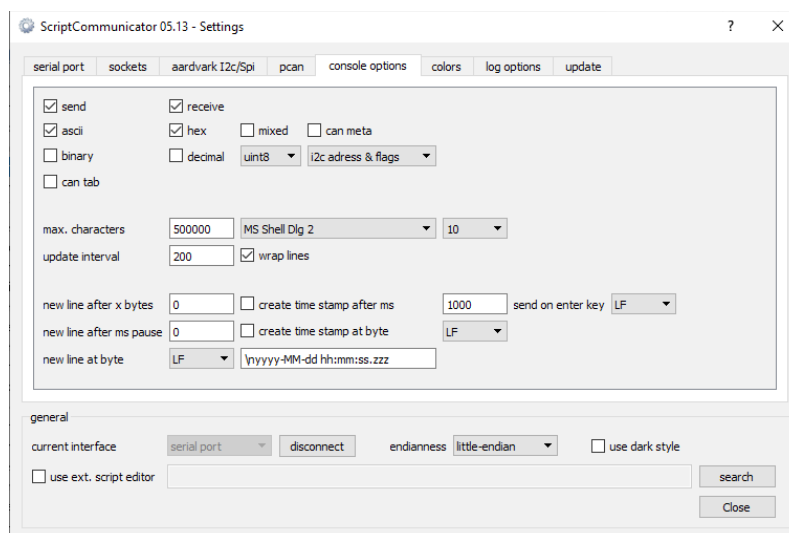 ScriptCommunicator 05.13 - Settings ?
serial port sockets aardvark I2c/Spi pcan console options colors log options update
send receive
ascii hex mixed can meta
binary decimal uint8 i2c adress & flags
can tab
max. characters 500000 MS Shell Dlg 2 10
update interval 200 wrap lines
new line after x bytes 0 create time stamp after ms 1000 send on enter key LF
new line after ms pause 0 create time stamp at byte LF
new line at byte LF \nyyyy-MM-dd hh:mm:ss.zzz
general
current interface serial port disconnect endianness little-endian use dark style
use ext. script editor search
Close